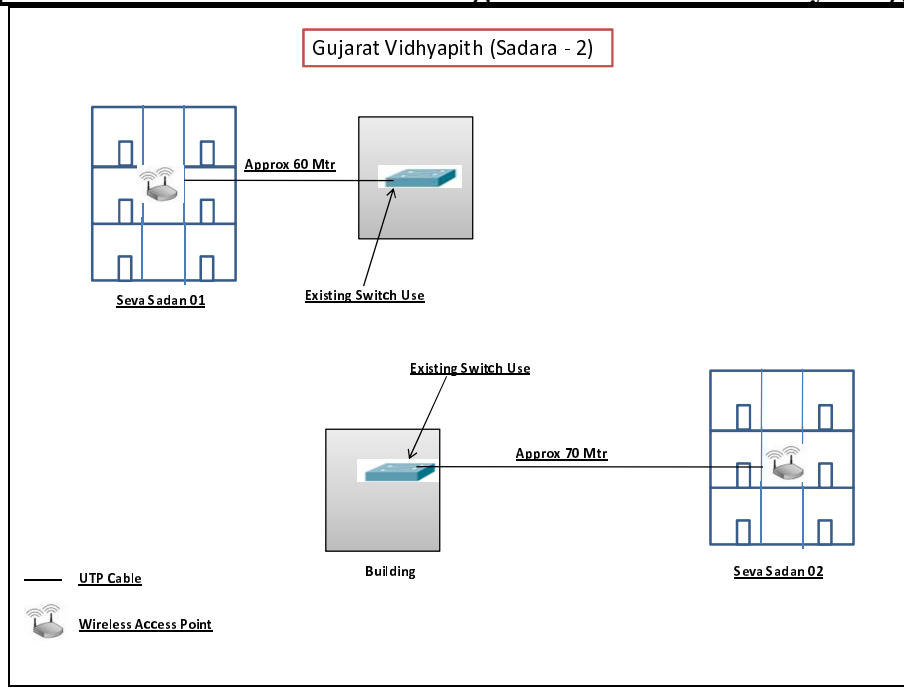 Gujarat Vidhyapith (Sadara - 2)
Approx 60 Mtr
Seva Sadan 01
Existing Switch Use
Existing Switch Use
Approx 70 Mtr
Building
Seva Sadan 02
UTP Cable
Wireless Access Point